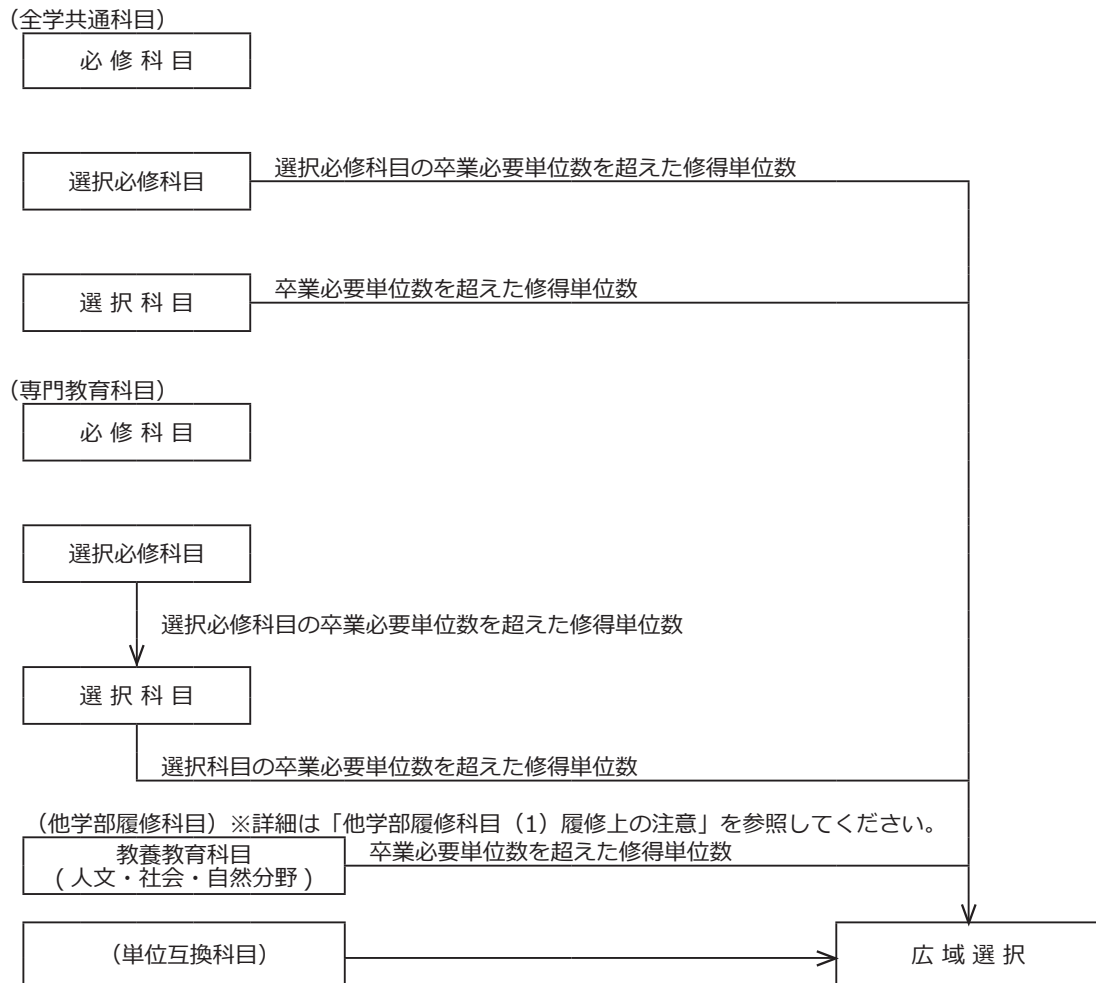 （全学共通科目）
必 修 科 目
選択必修科目
選択必修科目の卒業必要単位数を超えた修得単位数
選 択 科 目
卒業必要単位数を超えた修得単位数
（専門教育科目）
必 修 科 目
選択必修科目
選択必修科目の卒業必要単位数を超えた修得単位数
選 択 科 目
選択科目の卒業必要単位数を超えた修得単位数
（他学部履修科目）※詳細は「他学部履修科目（1）履修上の注意」を参照してください。
教養教育科目
( 人文・社会・自然分野 )
卒業必要単位数を超えた修得単位数
（単位互換科目）
広 域 選 択